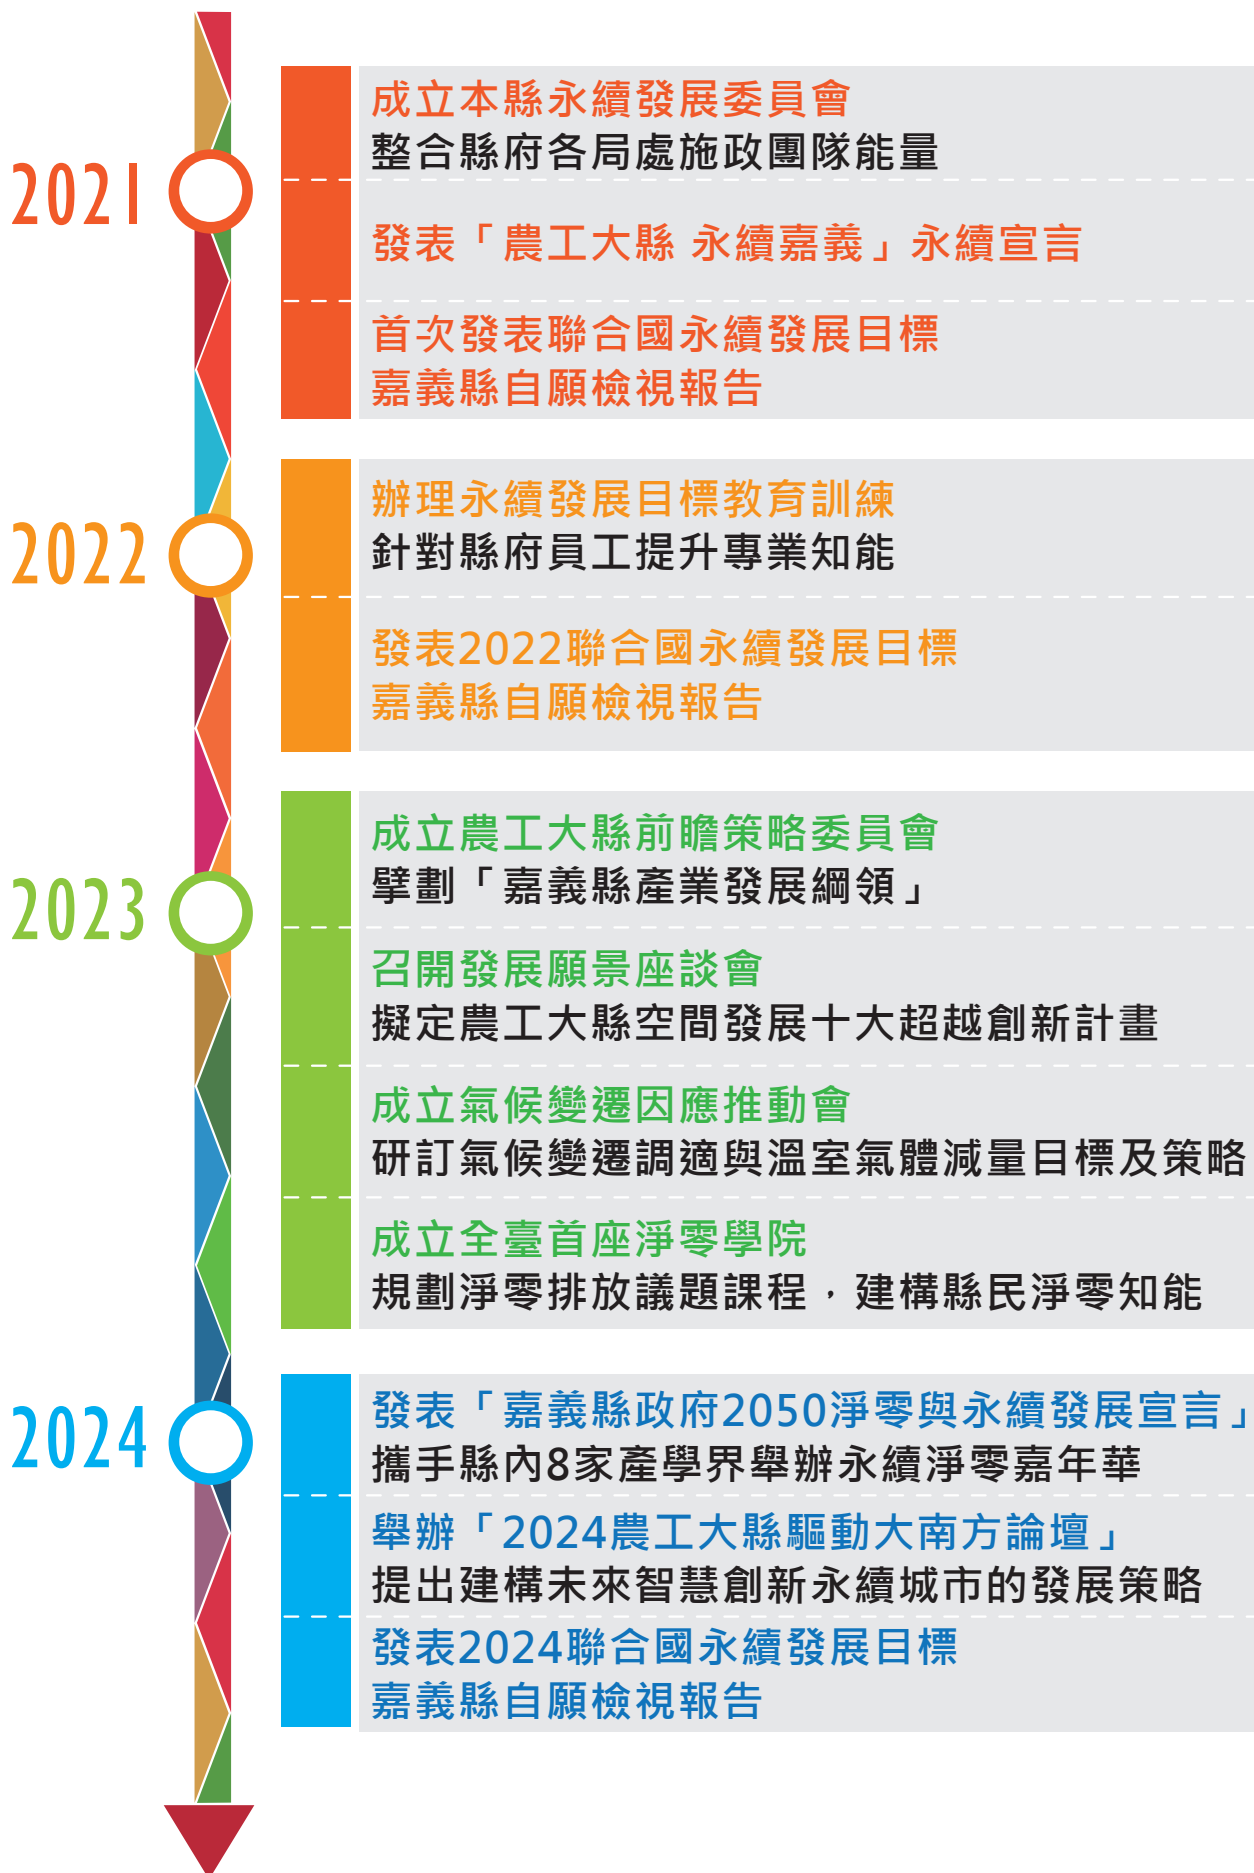 2021
成立本縣永續發展委員會
整合縣府各局處施政團隊能量
發表「農工大縣 永續嘉義」永續宣言
首次發表聯合國永續發展目標
嘉義縣自願檢視報告
2022
辦理永續發展目標教育訓練
針對縣府員工提升專業知能
發表2022聯合國永續發展目標
嘉義縣自願檢視報告
2023
成立農工大縣前瞻策略委員會
擘劃「嘉義縣產業發展綱領」
召開發展願景座談會
擬定農工大縣空間發展十大超越創新計畫
成立氣候變遷因應推動會
研訂氣候變遷調適與溫室氣體減量目標及策略
成立全臺首座淨零學院
規劃淨零排放議題課程，建構縣民淨零知能
2024
發表「嘉義縣政府2050淨零與永續發展宣言」
攜手縣內8家產學界舉辦永續淨零嘉年華
舉辦「2024農工大縣驅動大南方論壇」
提出建構未來智慧創新永續城市的發展策略
發表2024聯合國永續發展目標
嘉義縣自願檢視報告